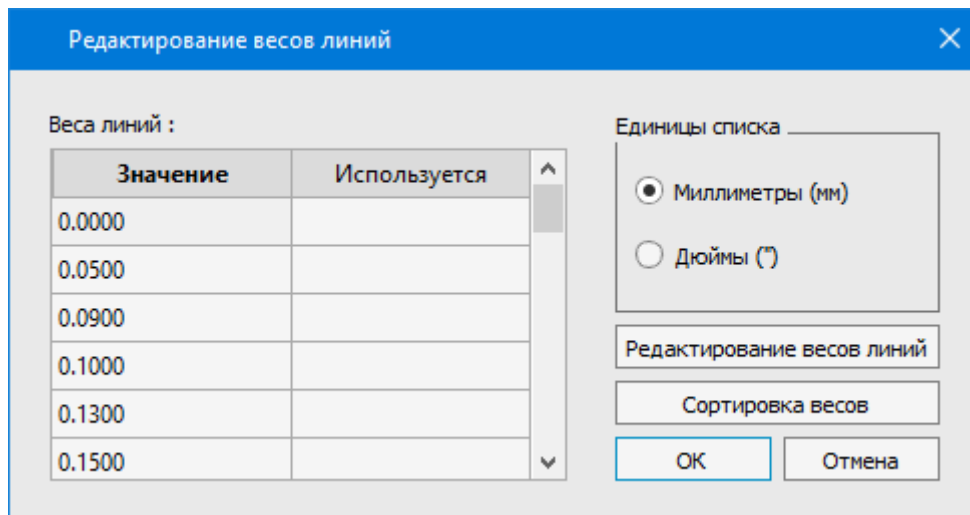 Редактирование весов линий
Веса линий :
Значение Используется
0.0000
0.0500
0.0900
0.1000
0.1300
0.1500
Единицы списка
Миллиметры (мм)
Дюймы (")
Редактирование весов линий
Сортировка весов
OK Отмена